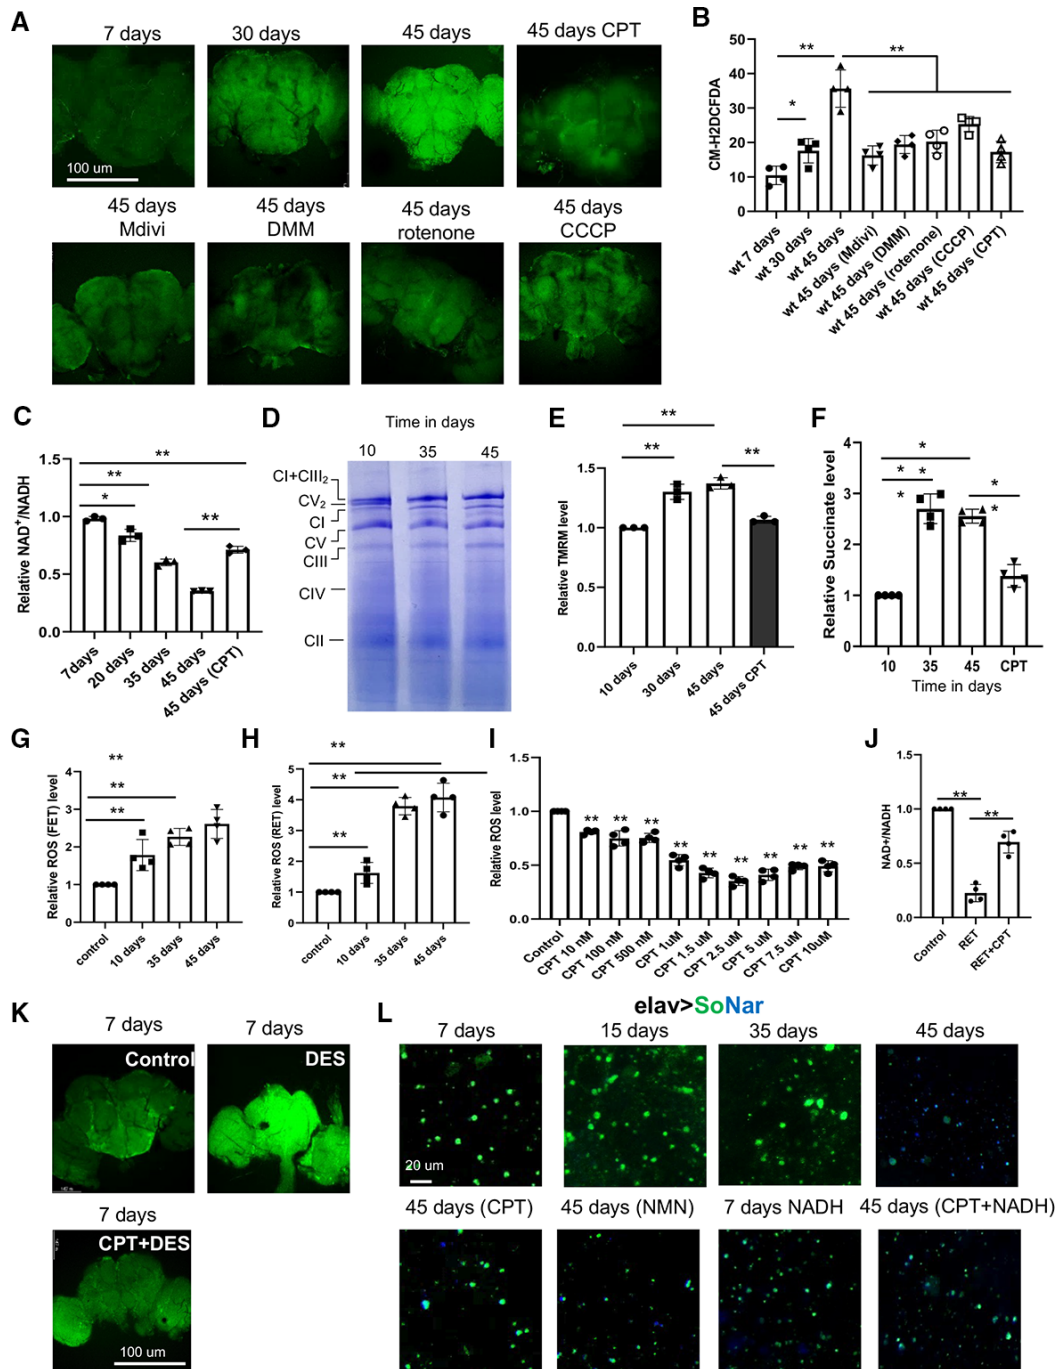 A
7 days
30 days
45 days
45 days CPT
100 um
45 days
Mdivi
45 days
DMM
45 days
rotenone
45 days
CCCP
B
CM-H2DCFDA
50
40
30
20
10
0
**
**
*
wt 7 days
wt 30 days
wt 45 days
wt 45 days (Mdivi)
wt 45 days (DMM)
wt 45 days (rotenone)
wt 45 days (CCCP)
wt 45 days (CPT)
C
Relative NAD⁺/NADH
1.5
1.0
0.5
0.0
**
**
*
**
7days
20 days
35 days
45 days
45 days (CPT)
D
Time in days
10 35 45
CI+CIII₂
CV₂
CI
CV
CIII
CIV
CII
E
Relative TMRM level
1.5
1.0
0.5
0.0
**
**
**
10 days
30 days
45 days
45 days CPT
F
Relative Succinate level
4
3
2
1
0
*
* *
*
*
*
10 35 45 CPT
Time in days
G
Relative ROS (FET) level
4
3
2
1
0
**
**
**
control
10 days
35 days
45 days
H
Relative ROS (RET) level
5
4
3
2
1
0
**
**
**
control
10 days
35 days
45 days
I
Relative ROS level
1.5
1.0
0.5
0.0
** ** ** ** ** ** ** ** **
Control
CPT 10 nM
CPT 100 nM
CPT 500 nM
CPT 1uM
CPT 1.5 uM
CPT 2.5 uM
CPT 5 uM
CPT 7.5 uM
CPT 10uM
J
NAD+/NADH
1.5
1.0
0.5
0.0
**
**
Control
RET
RET+CPT
K
7 days
Control
7 days
DES
7 days
CPT+DES
100 um
L
elav>SoNar
7 days
15 days
35 days
45 days
20 um
45 days (CPT)
45 days (NMN)
7 days NADH
45 days (CPT+NADH)